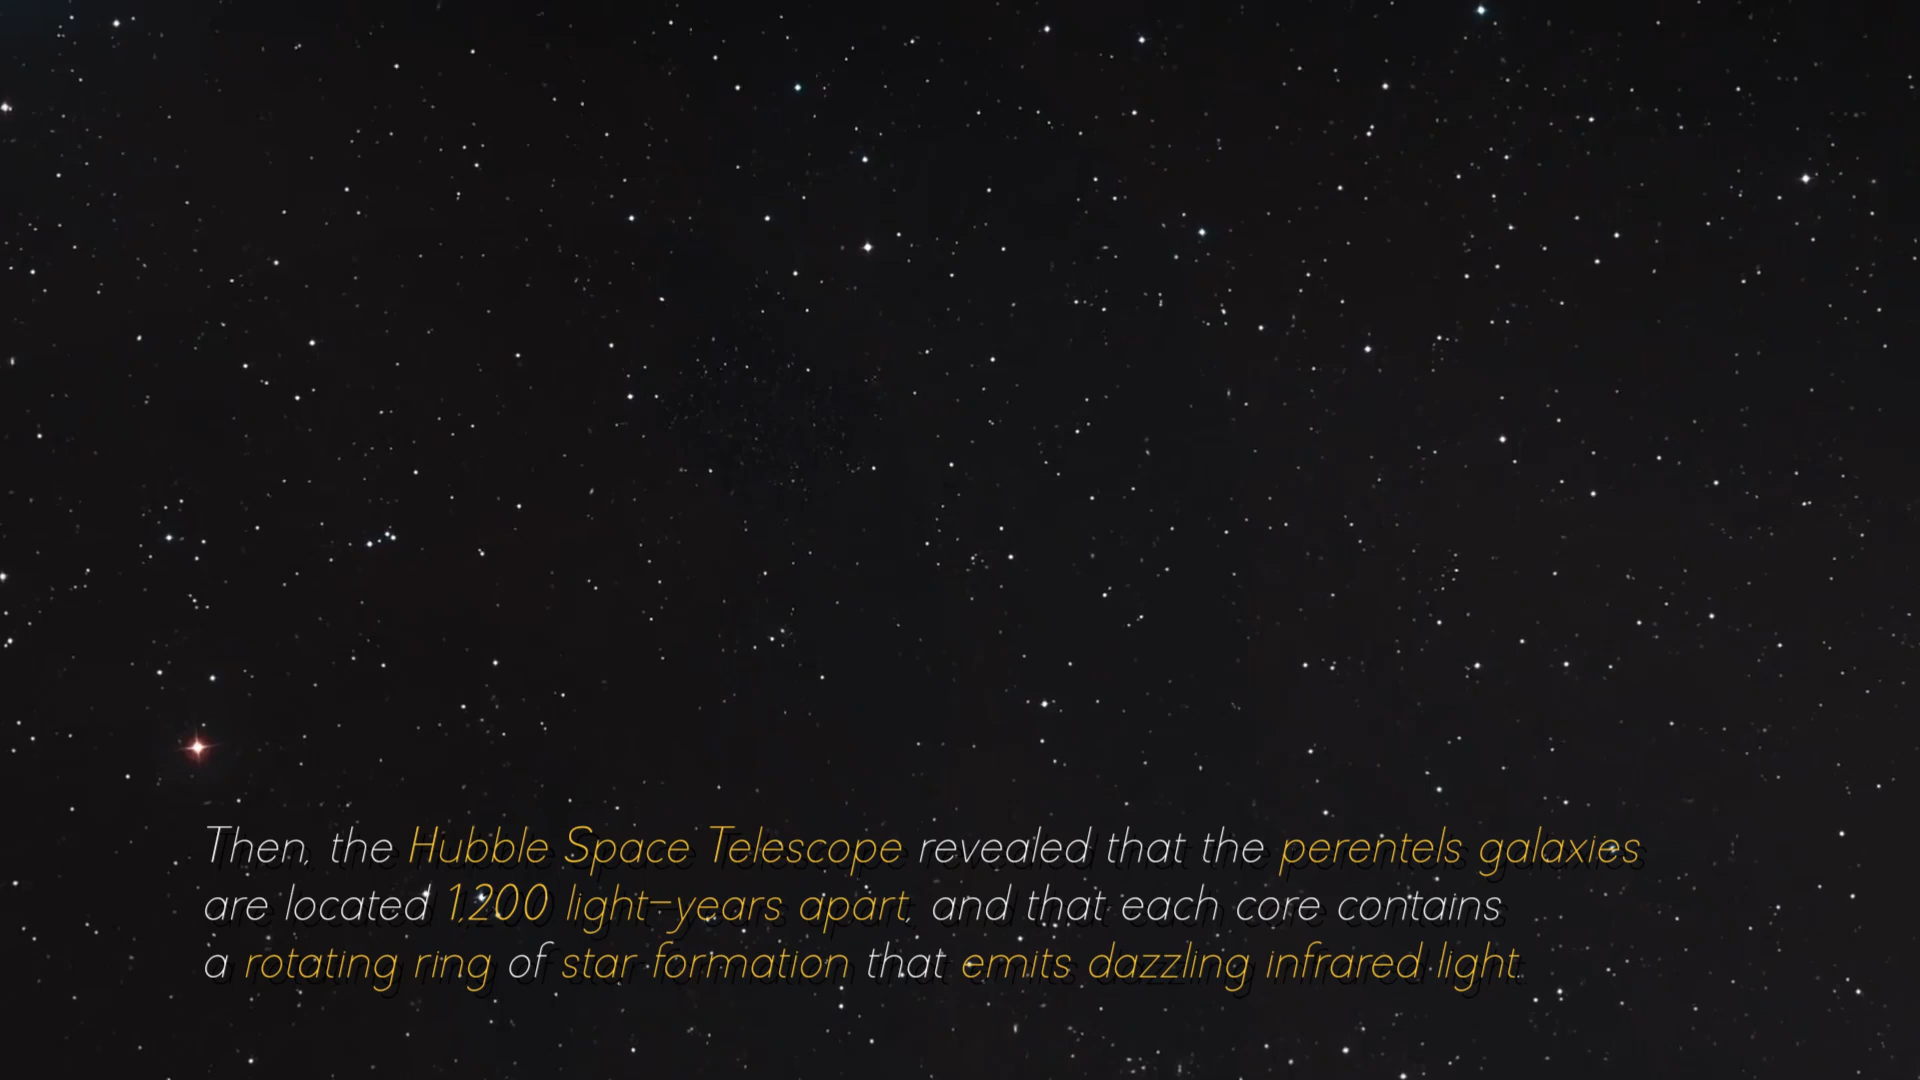 Then, the Hubble Space Telescope revealed that the perentels galaxies
are located 1,200 light-years apart, and that each core contains
a rotating ring of star formation that emits dazzling infrared light.